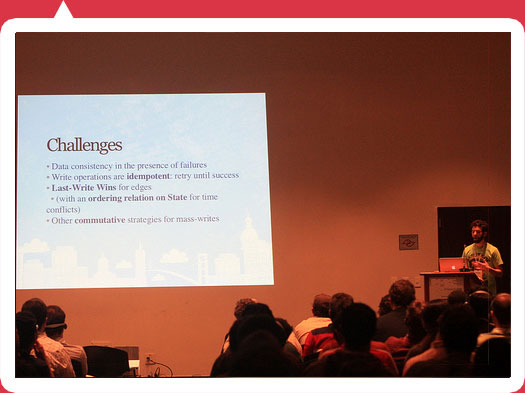 Challenges
• Data consistency in the presence of failures
• Write operations are idempotent: retry until success
• Last-Write Wins for edges
• (with an ordering relation on State for time
conflicts)
• Other commutative strategies for mass-writes